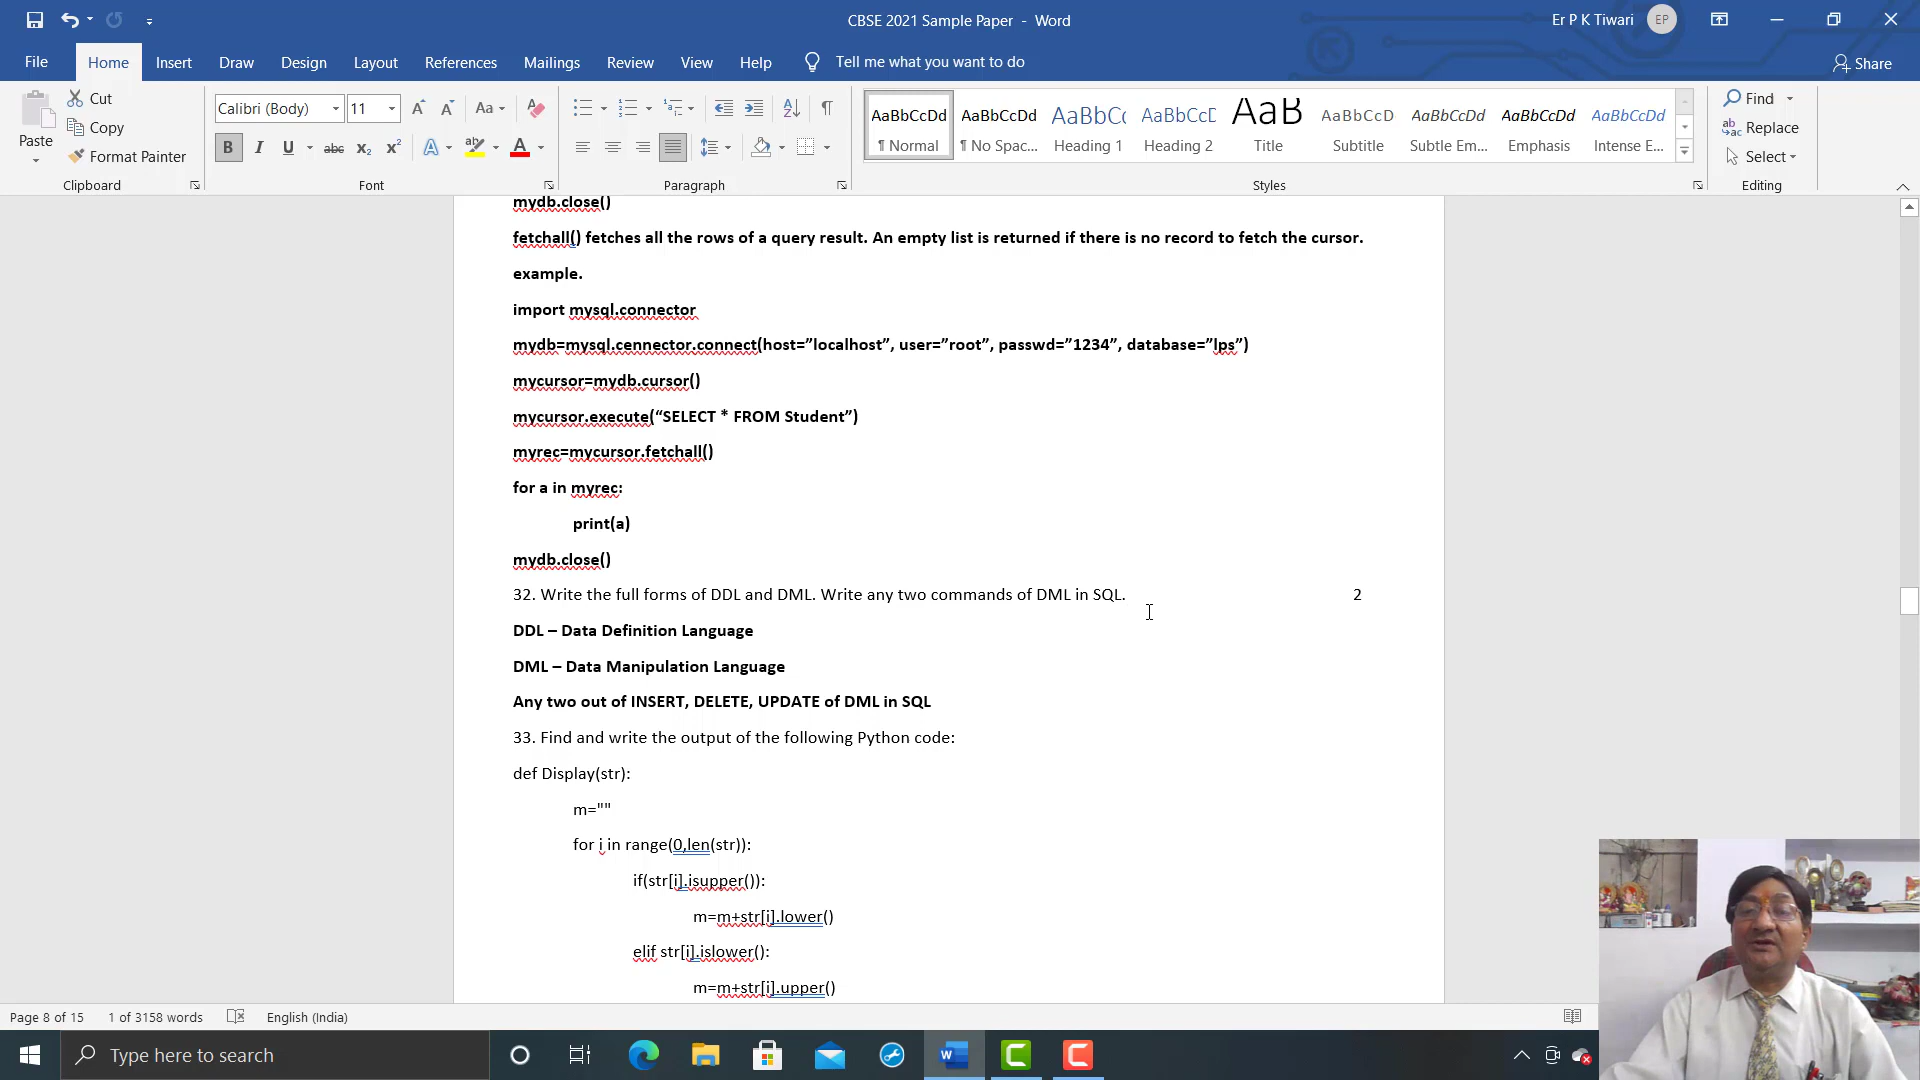 CBSE 2021 Sample Paper - Word
Er P K Tiwari EP
File Home Insert Draw Design Layout References Mailings Review View Help Tell me what you want to do Share
Paste
Cut
Copy
Format Painter
Clipboard
Calibri (Body) 11
Font
Paragraph
AaBbCcDd ¶ Normal
AaBbCcDd ¶ No Spac...
AaBbC Heading 1
AaBbCcD Heading 2
AaB Title
AaBbCcD Subtitle
AaBbCcDd Subtle Em...
AaBbCcDd Emphasis
AaBbCcDd Intense E...
Styles
Find
Replace
Select
Editing
mydb.close()
fetchall() fetches all the rows of a query result. An empty list is returned if there is no record to fetch the cursor.
example.
import mysql.connector
mydb=mysql.cennector.connect(host=”localhost”, user=”root”, passwd=”1234”, database=”lps”)
mycursor=mydb.cursor()
mycursor.execute(“SELECT * FROM Student”)
myrec=mycursor.fetchall()
for a in myrec:
print(a)
mydb.close()
32. Write the full forms of DDL and DML. Write any two commands of DML in SQL. 2
DDL – Data Definition Language
DML – Data Manipulation Language
Any two out of INSERT, DELETE, UPDATE of DML in SQL
33. Find and write the output of the following Python code:
def Display(str):
m=""
for i in range(0,len(str)):
if(str[i].isupper()):
m=m+str[i].lower()
elif str[i].islower():
m=m+str[i].upper()
Page 8 of 15 1 of 3158 words English (India)
Type here to search